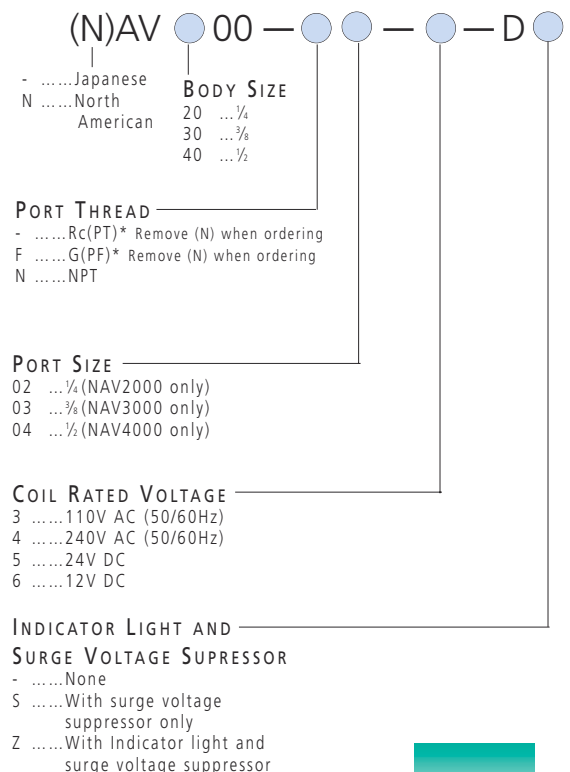 (N)AV 00 — — — D
- ……Japanese
N ……North
American
BODY SIZE
20 …¼
30 …⅜
40 …½
PORT THREAD
- ……Rc(PT)* Remove (N) when ordering
F ……G(PF)* Remove (N) when ordering
N ……NPT
PORT SIZE
02 …¼(NAV2000 only)
03 …⅜(NAV3000 only)
04 …½(NAV4000 only)
COIL RATED VOLTAGE
3 ……110V AC (50/60Hz)
4 ……240V AC (50/60Hz)
5 ……24V DC
6 ……12V DC
INDICATOR LIGHT AND
SURGE VOLTAGE SUPRESSOR
- ……None
S ……With surge voltage
suppressor only
Z ……With Indicator light and
surge voltage suppressor